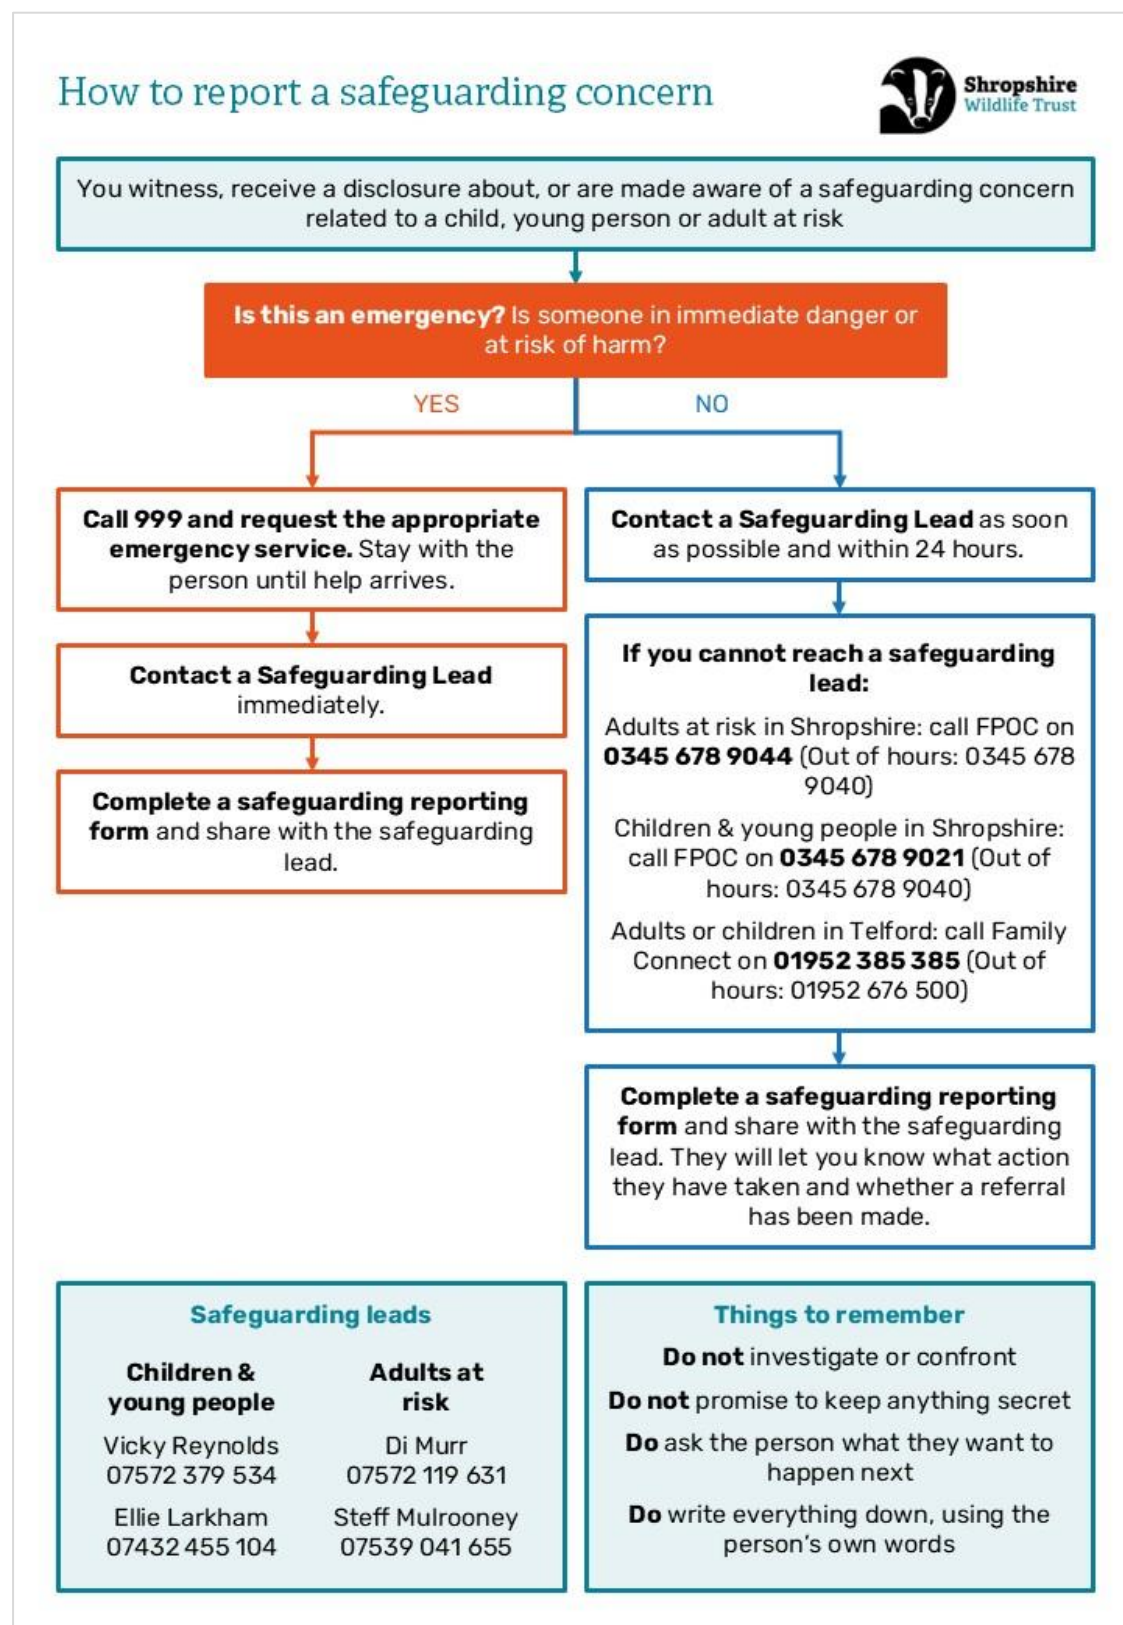 How to report a safeguarding concern
Shropshire
Wildlife Trust
You witness, receive a disclosure about, or are made aware of a safeguarding concern
related to a child, young person or adult at risk
Is this an emergency? Is someone in immediate danger or
at risk of harm?
YES
NO
Call 999 and request the appropriate
emergency service. Stay with the
person until help arrives.
Contact a Safeguarding Lead
immediately.
Complete a safeguarding reporting
form and share with the safeguarding
lead.
Contact a Safeguarding Lead as soon
as possible and within 24 hours.
If you cannot reach a safeguarding
lead:
Adults at risk in Shropshire: call FPOC on
0345 678 9044 (Out of hours: 0345 678
9040)
Children & young people in Shropshire:
call FPOC on 0345 678 9021 (Out of
hours: 0345 678 9040)
Adults or children in Telford: call Family
Connect on 01952 385 385 (Out of
hours: 01952 676 500)
Complete a safeguarding reporting
form and share with the safeguarding
lead. They will let you know what action
they have taken and whether a referral
has been made.
Safeguarding leads
Children &
young people
Vicky Reynolds
07572 379 534
Ellie Larkham
07432 455 104
Adults at
risk
Di Murr
07572 119 631
Steff Mulrooney
07539 041 655
Things to remember
Do not investigate or confront
Do not promise to keep anything secret
Do ask the person what they want to
happen next
Do write everything down, using the
person's own words